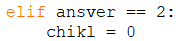 elif ansver == 2:
    chikl = 0